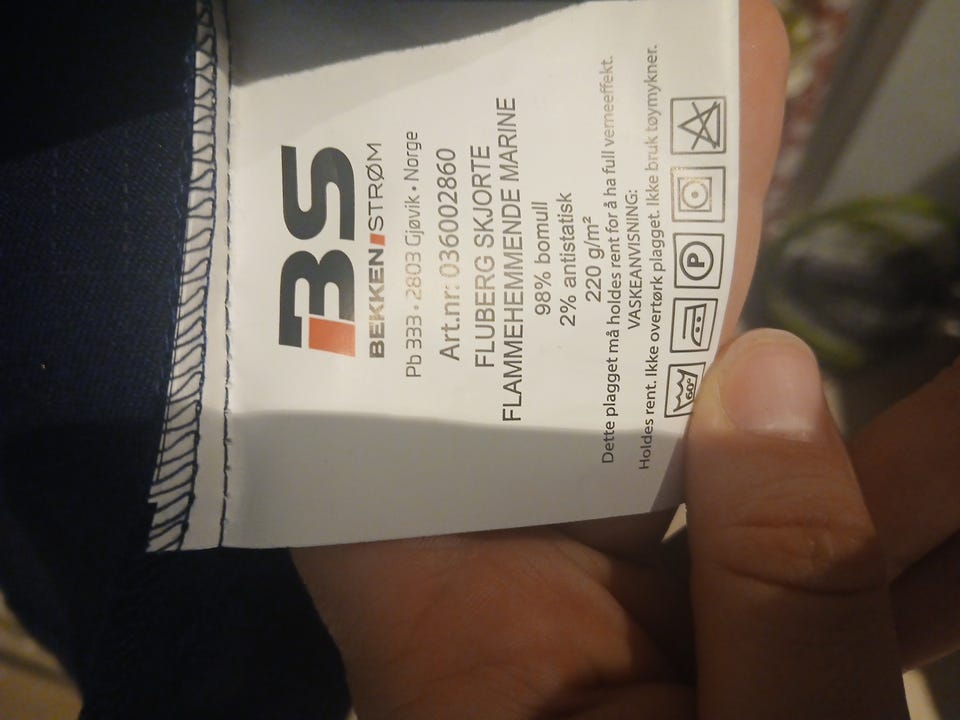 BS
BEKKEN STRØM
Pb 333 • 2803 Gjøvik • Norge
Art.nr: 036002860
FLUBERG SKJORTE
FLAMMEHEMMENDE MARINE
98% bomull
2% antistatisk
220 g/m²
Dette plagget må holdes rent for å ha full verneeffekt.
VASKEANVISNING:
Holdes rent. Ikke overtørk plagget. Ikke bruk tøymykner.
60° P